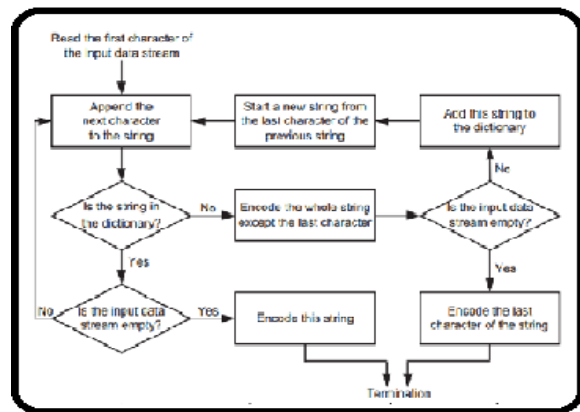 Read the first character of
the input data stream
Append the
next character
to the string
Start a new string from
the last character of the
previous string
Add this string to
the dictionary
No
Is the string in
the dictionary?
No
Encode the whole string
except the last character
Is the input data
stream empty?
Yes
Yes
No
Is the input data
stream empty?
Yes
Encode this string
Encode the last
character of the string
Termination